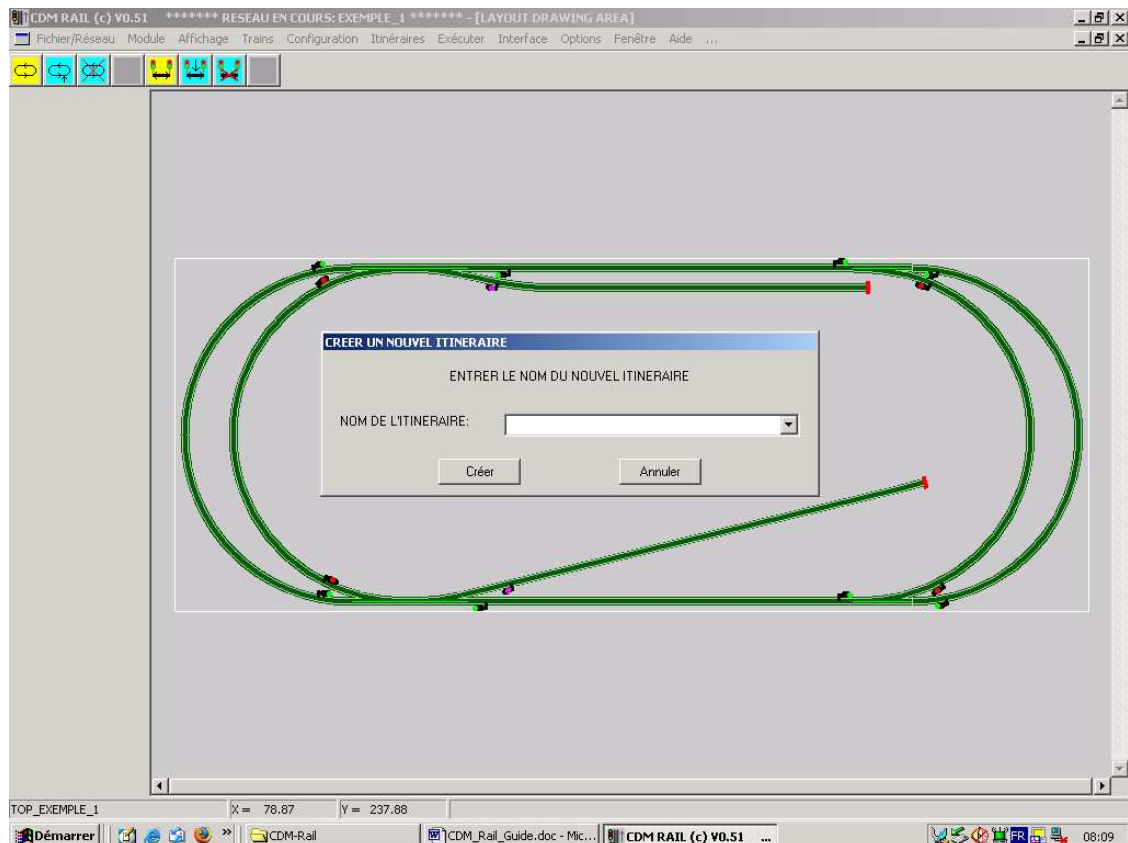 CDM RAIL (c) V0.51 ******* RESEAU EN COURS: EXEMPLE_1 ******* - [LAYOUT DRAWING AREA]
Fichier/Réseau Module Affichage Trains Configuration Itinéraires Exécuter Interface Options Fenêtre Aide ...
CREER UN NOUVEL ITINERAIRE
ENTRER LE NOM DU NOUVEL ITINERAIRE
NOM DE L'ITINERAIRE:
Créer Annuler
TOP_EXEMPLE_1 X = 78.87 Y = 237.88
Démarrer » CDM-Rail CDM_Rail_Guide.doc - Mic... CDM RAIL (c) V0.51 ... FR 08:09